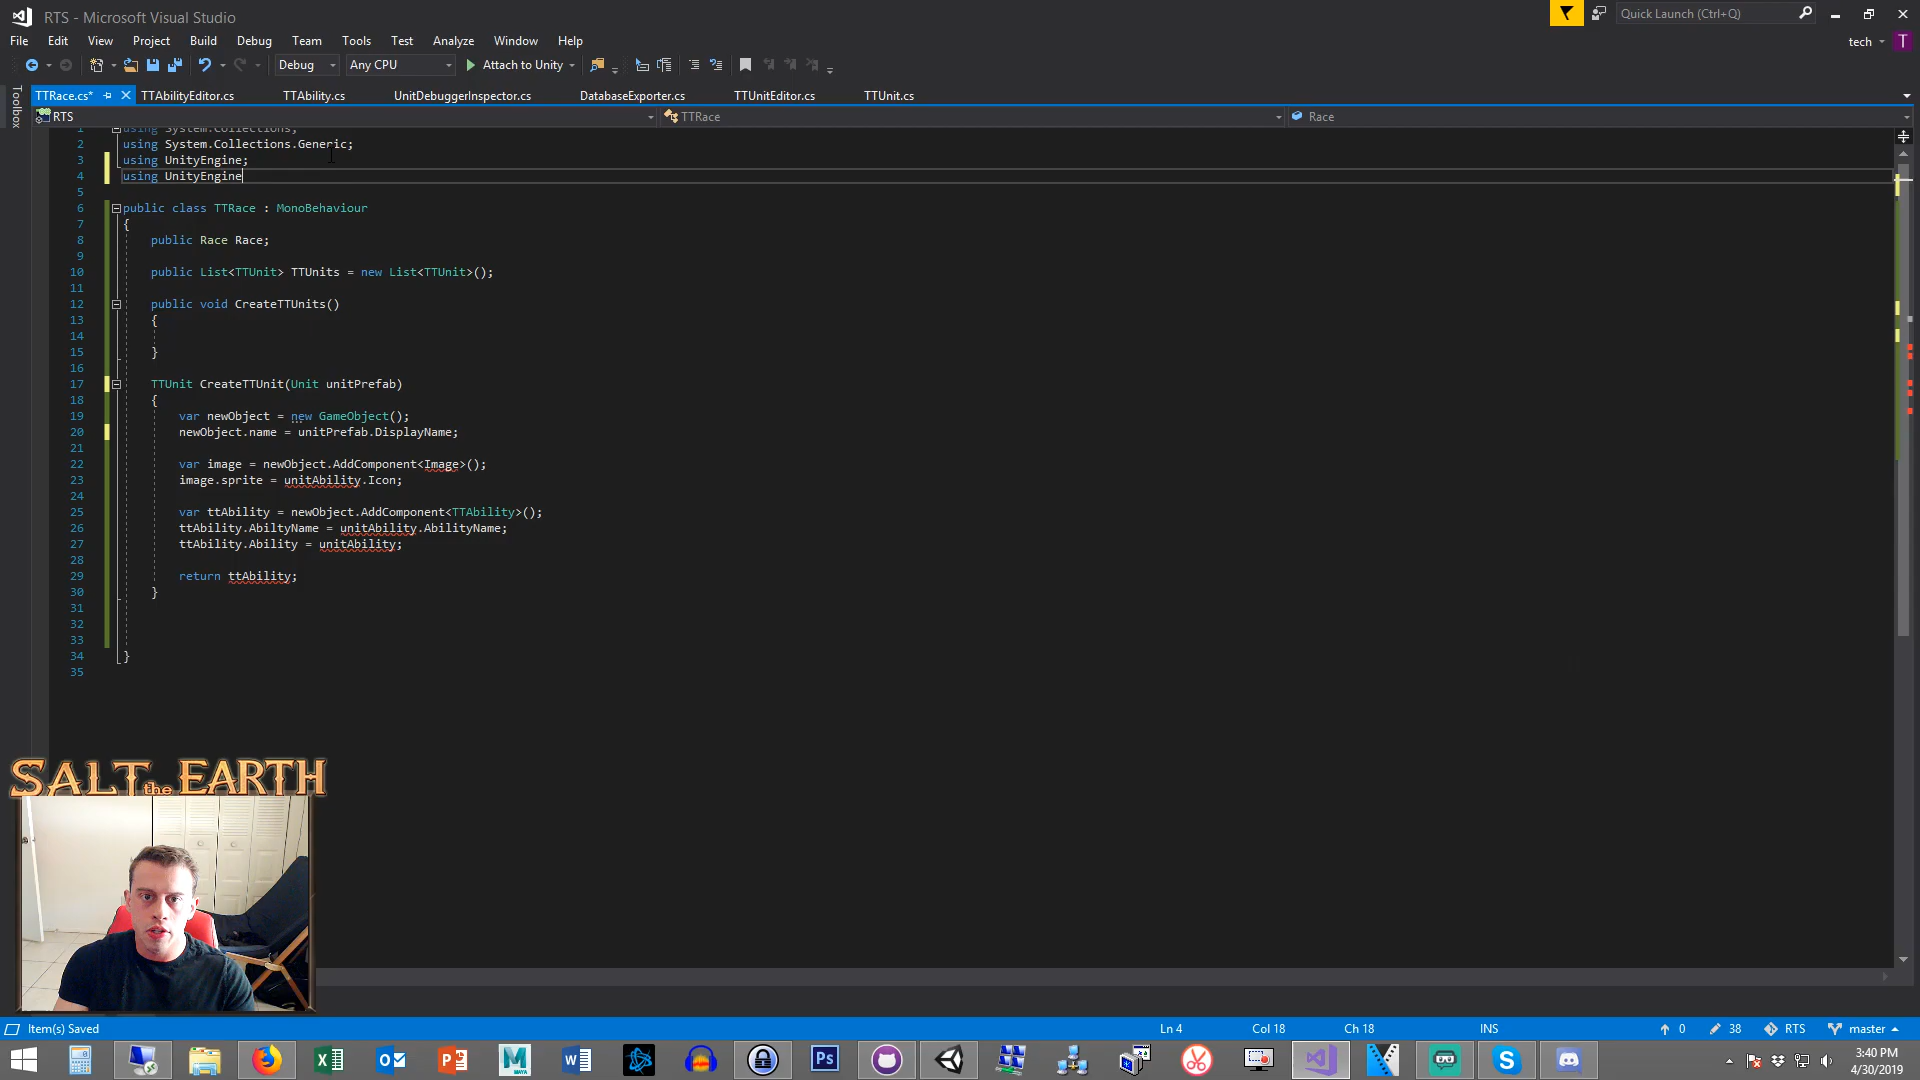 RTS - Microsoft Visual Studio
Quick Launch (Ctrl+Q)
File Edit View Project Build Debug Team Tools Test Analyze Window Help
tech T
Debug Any CPU Attach to Unity
TTRace.cs* TTAbilityEditor.cs TTAbility.cs UnitDebuggerInspector.cs DatabaseExporter.cs TTUnitEditor.cs TTUnit.cs
Toolbox
RTS TTRace Race
1 using System.Collections;
2 using System.Collections.Generic;
3 using UnityEngine;
4 using UnityEngine
5
6 public class TTRace : MonoBehaviour
7 {
8 public Race Race;
9
10 public List<TTUnit> TTUnits = new List<TTUnit>();
11
12 public void CreateTTUnits()
13 {
14
15 }
16
17 TTUnit CreateTTUnit(Unit unitPrefab)
18 {
19 var newObject = new GameObject();
20 newObject.name = unitPrefab.DisplayName;
21
22 var image = newObject.AddComponent<Image>();
23 image.sprite = unitAbility.Icon;
24
25 var ttAbility = newObject.AddComponent<TTAbility>();
26 ttAbility.AbiltyName = unitAbility.AbilityName;
27 ttAbility.Ability = unitAbility;
28
29 return ttAbility;
30 }
31
32
33
34 }
35
SALT the EARTH
Item(s) Saved Ln 4 Col 18 Ch 18 INS 0 38 RTS master
3:40 PM
4/30/2019